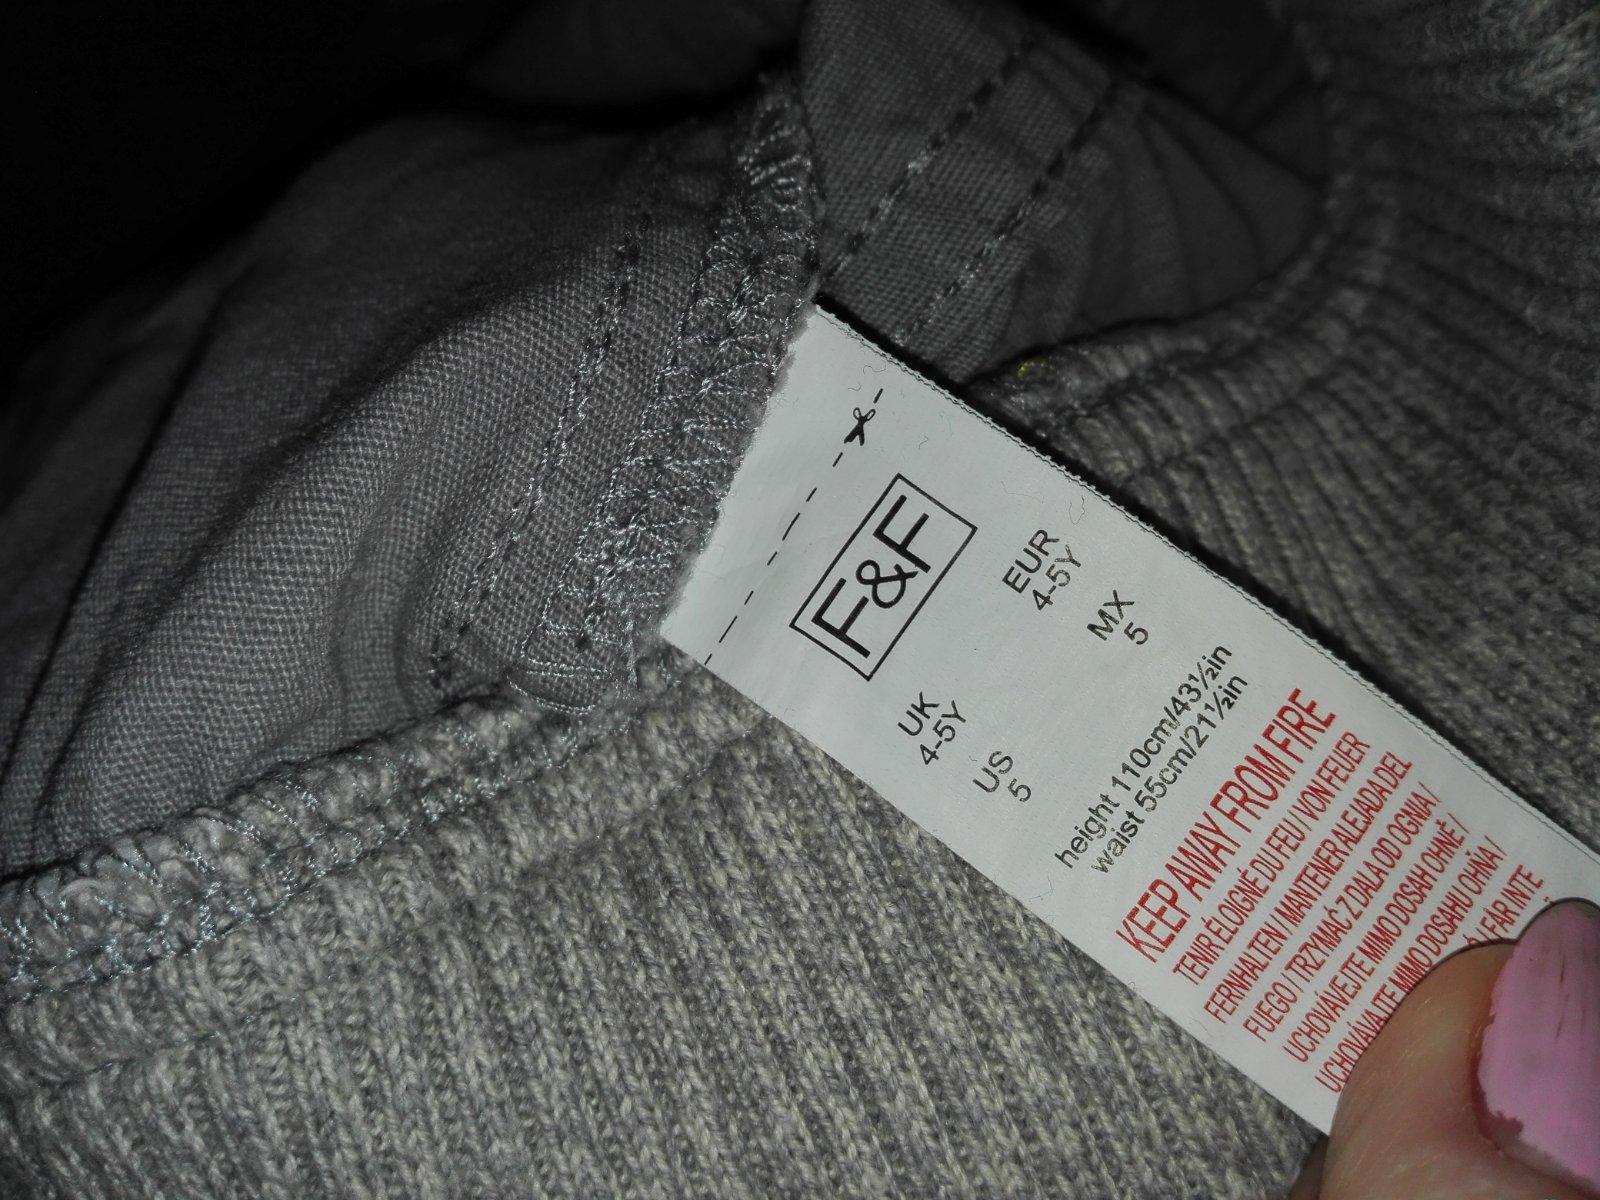 F&F
UK
4-5Y
EUR
4-5Y
US
5
MX
5
height 110cm/43½in
waist 55cm/21½in
KEEP AWAY FROM FIRE
TENIR ÉLOIGNÉ DU FEU / VON FEUER
FERNHALTEN / MANTENER ALEJADA DEL
FUEGO / TRZYMAĆ Z DALA OD OGNIA /
UCHOVÁVEJTE MIMO DOSAH OHNĚ /
UCHOVÁVAJTE MIMO DOSAHU OHŇA /
FÄR INTE